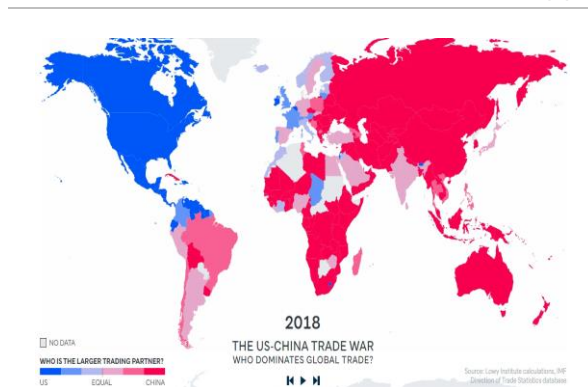 2018
THE US-CHINA TRADE WAR
WHO DOMINATES GLOBAL TRADE?
NO DATA
WHO IS THE LARGER TRADING PARTNER?
US EQUAL CHINA
Source: Lowy Institute calculations, IMF
Direction of Trade Statistics database